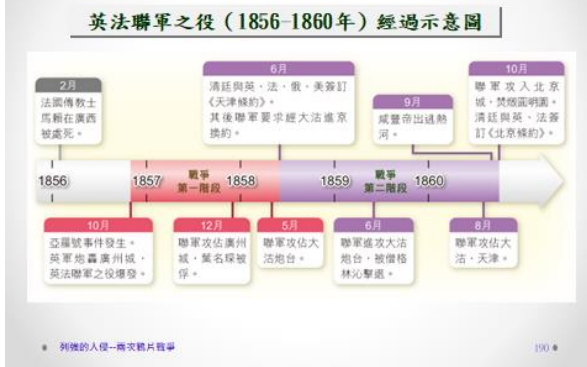 英法聯軍之役（1856-1860年）經過示意圖
2月
法國傳教士
馬賴在廣西
被處死。
6月
清廷與英、法、俄、美簽訂
《天津條約》。
其後聯軍要求經大沽進京
換約。
9月
咸豐帝出逃熱
河。
10月
聯軍攻入北京
城，焚燬圓明園。
清廷與英、法簽
訂《北京條約》。
1856
1857
戰爭
第一階段
1858
1859
戰爭
第二階段
1860
10月
亞羅號事件發生。
英軍炮轟廣州城，
英法聯軍之役爆發。
12月
聯軍攻佔廣州
城，葉名琛被
俘。
5月
聯軍攻佔大
沽炮台。
6月
聯軍進攻大沽
炮台，被僧格
林沁擊退。
8月
聯軍攻佔大
沽、天津。
列強的入侵--兩次鴉片戰爭
190